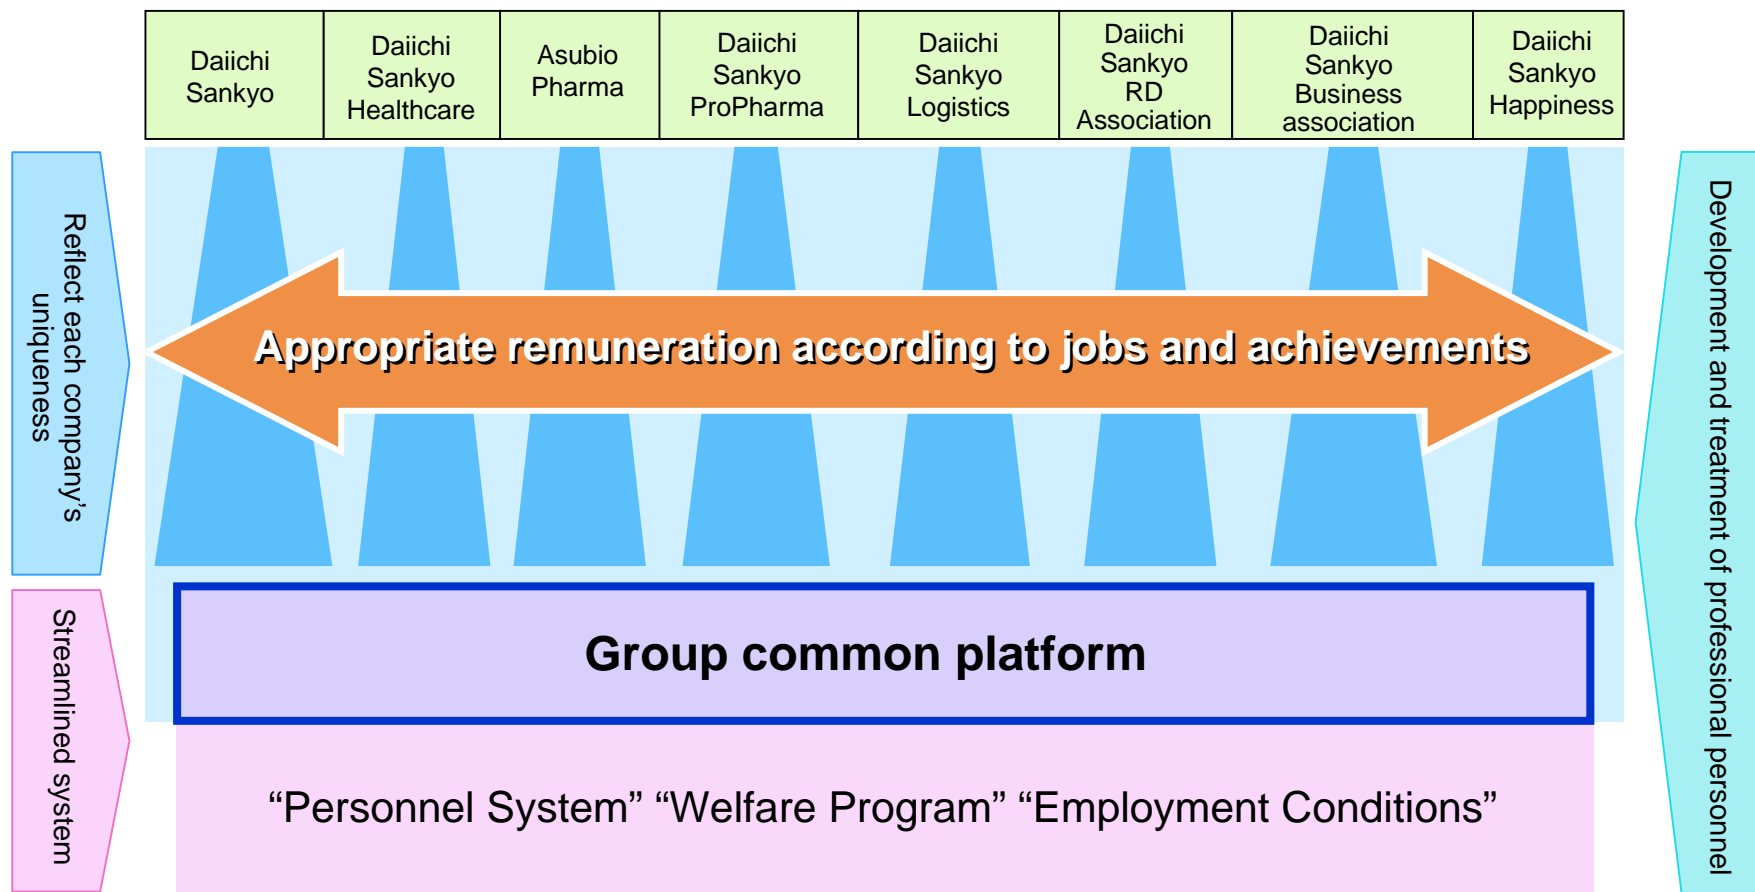 Daiichi
Sankyo
Daiichi
Sankyo
Healthcare
Asubio
Pharma
Daiichi
Sankyo
ProPharma
Daiichi
Sankyo
Logistics
Daiichi
Sankyo
RD
Association
Daiichi
Sankyo
Business
association
Daiichi
Sankyo
Happiness
Reflect each company’s
uniqueness
Appropriate remuneration according to jobs and achievements
Development and treatment of professional personnel
Streamlined system
Group common platform
“Personnel System” “Welfare Program” “Employment Conditions”